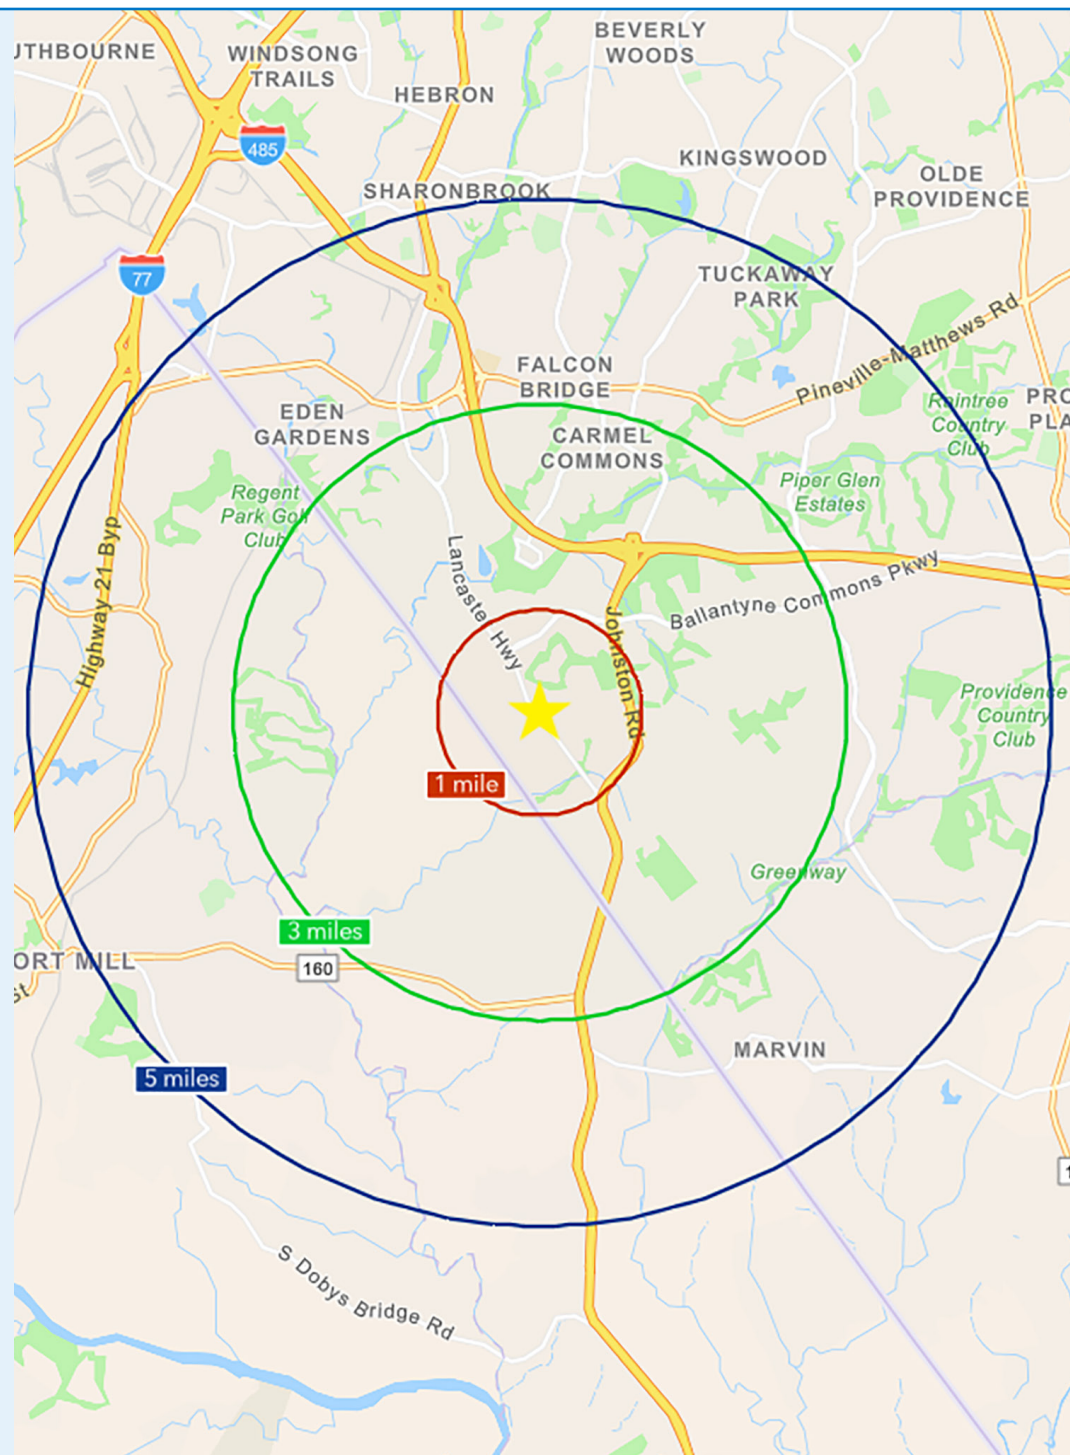 UTHBOURNE
WINDSONG
TRAILS
BEVERLY
WOODS
HEBRON
485
KINGSWOOD
SHARONBROOK
OLDE
PROVIDENCE
77
TUCKAWAY
PARK
Pineville-Matthews Rd
FALCON
BRIDGE
EDEN
GARDENS
Raintree
Country
Club
PRO
PLA
CARMEL
COMMONS
Regent
Park Golf
Club
Piper Glen
Estates
Highway 21 Byp
Lancaste Hwy
Ballantyne Commons Pkwy
Johnston Rd
Providence
Country
Club
1 mile
Greenway
3 miles
ORT MILL
160
St
MARVIN
5 miles
1
S Dobys Bridge Rd